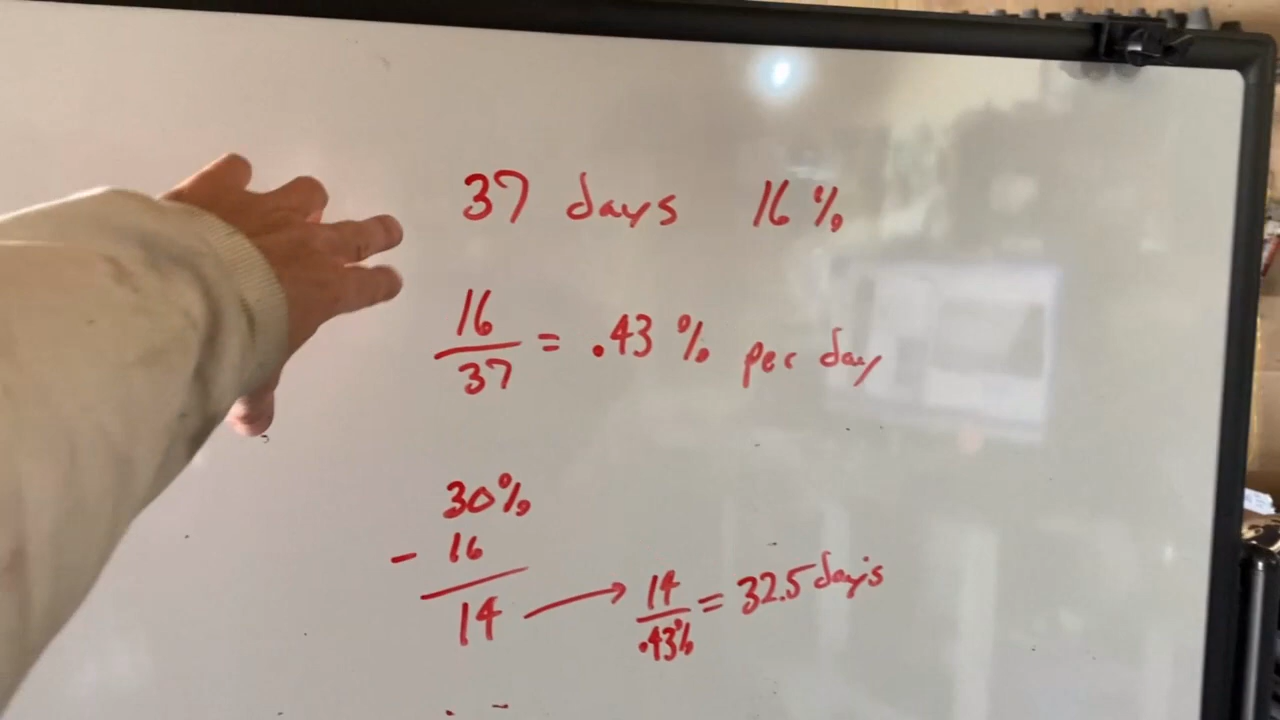 37 days 16%
16
37
= .43 % per day
30%
- 16
14
14
.43%
= 32.5 days